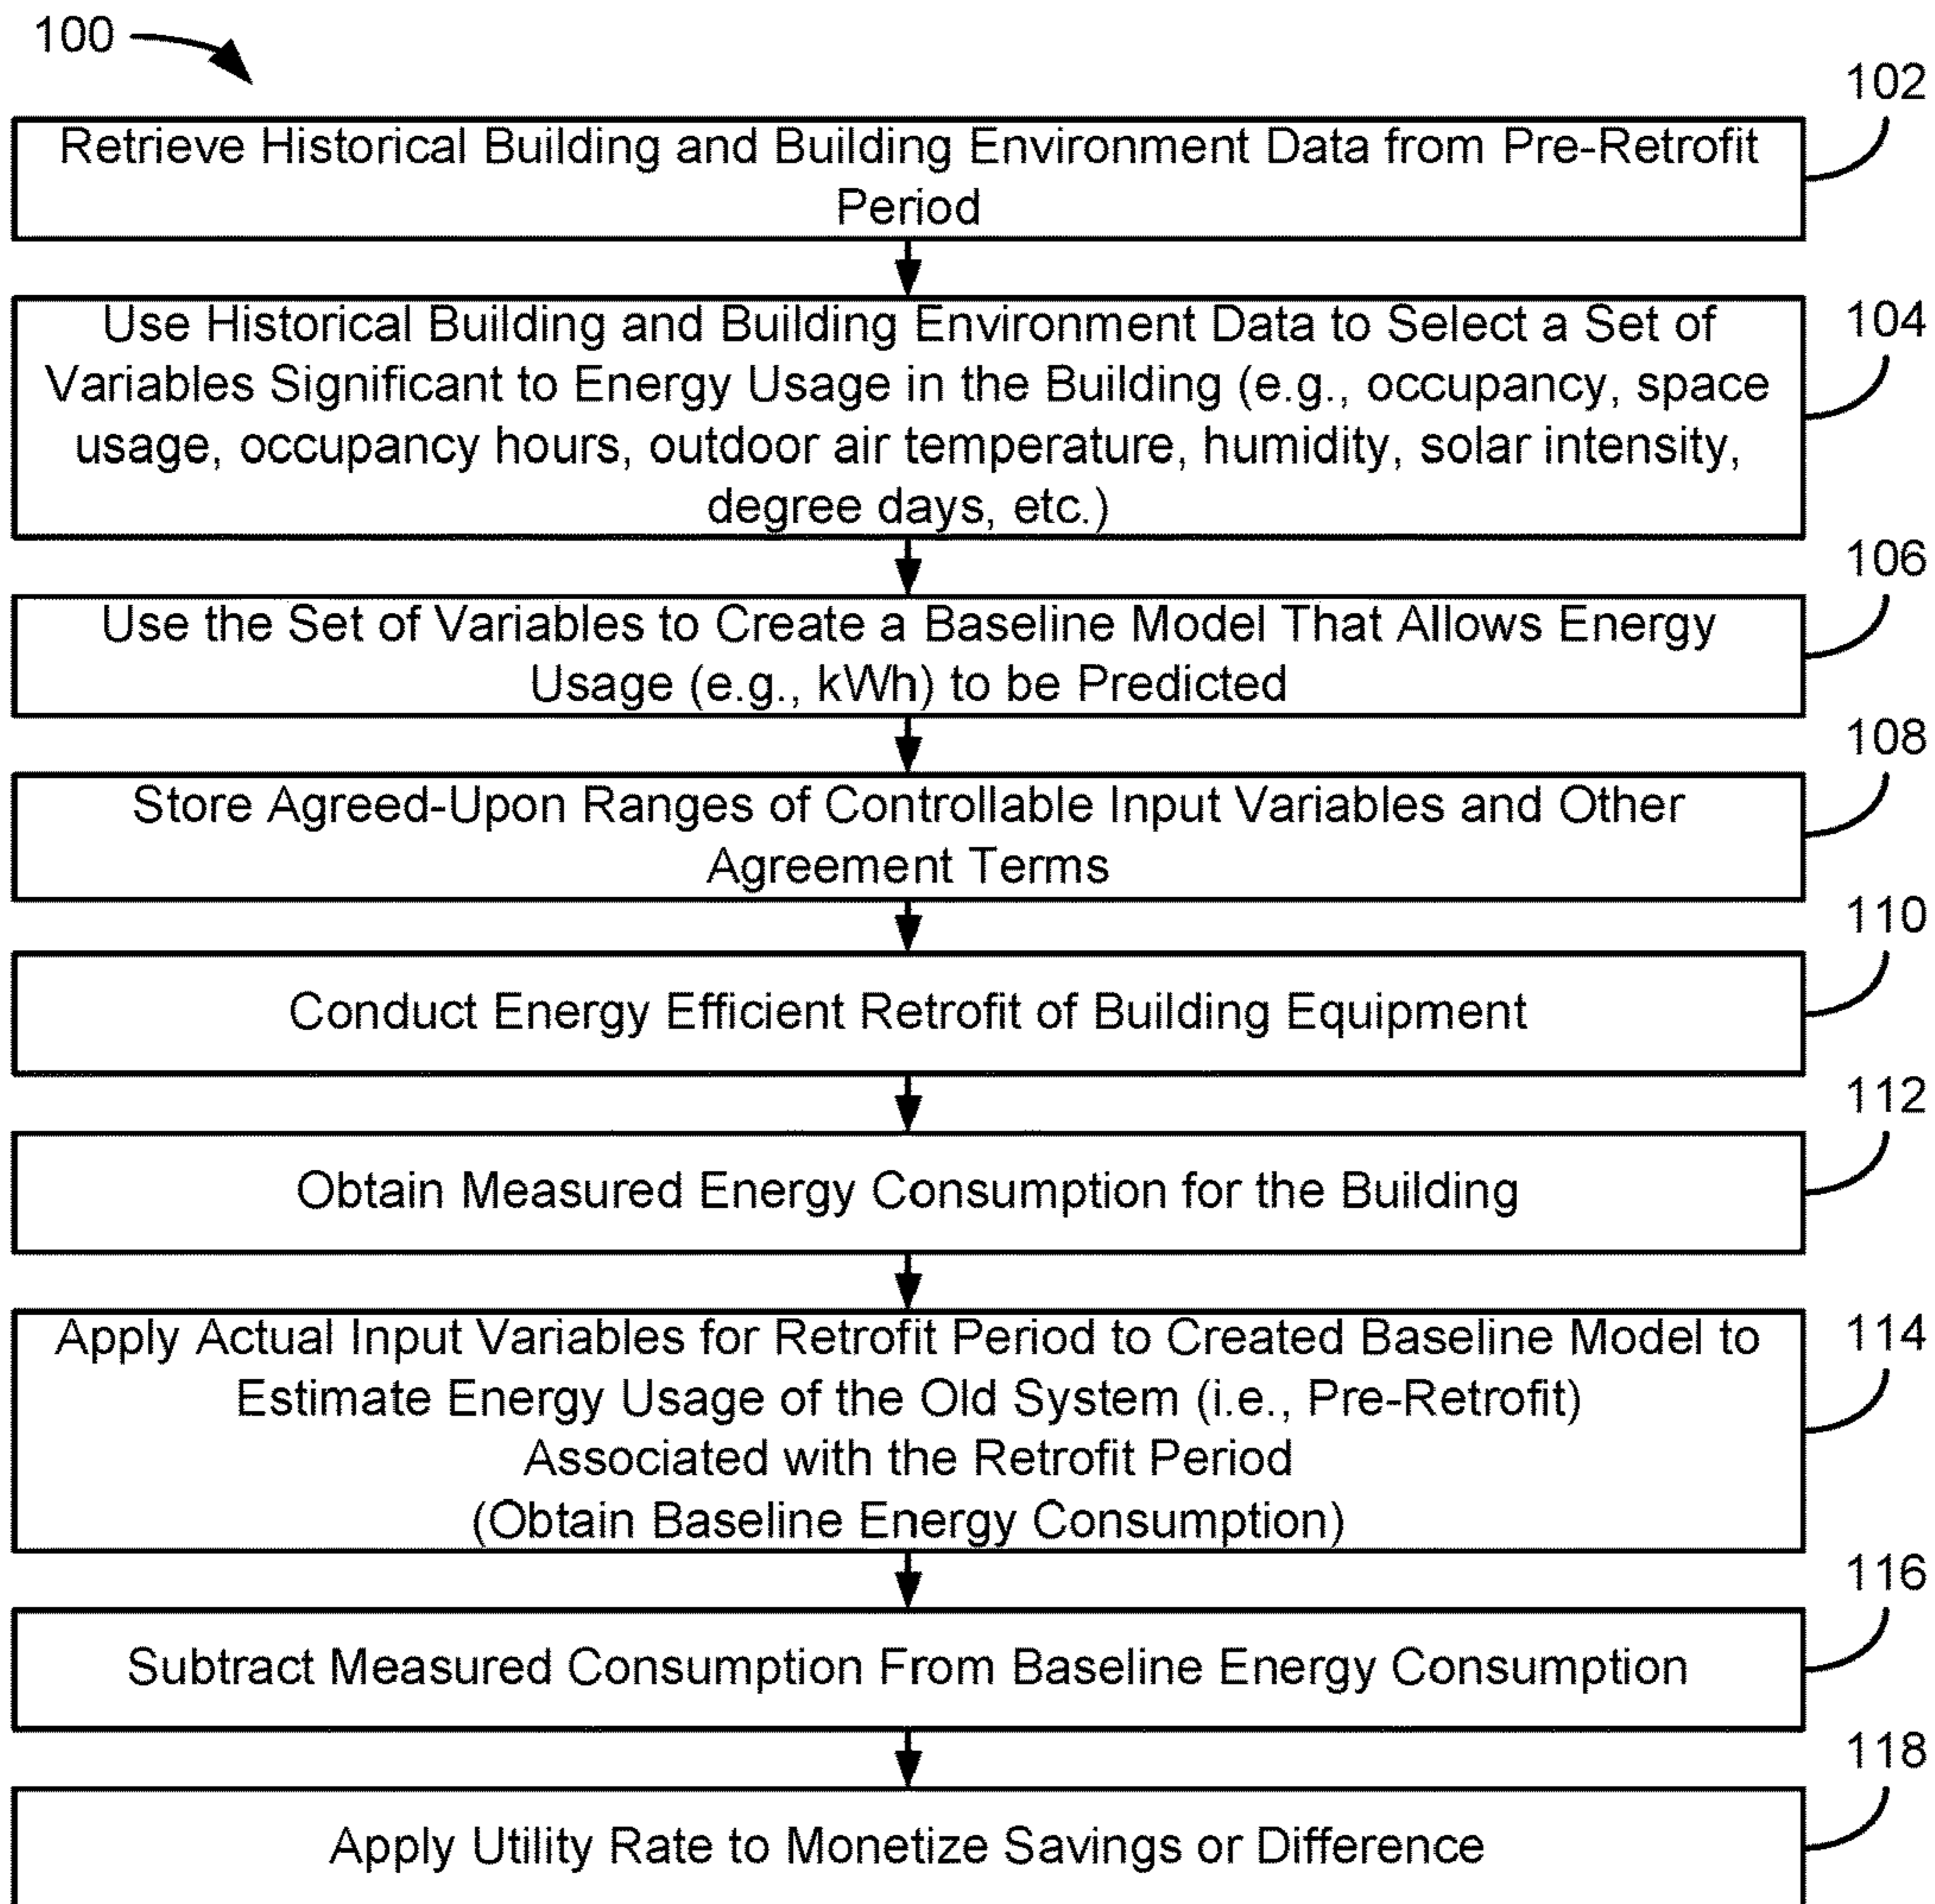 100
102
Retrieve Historical Building and Building Environment Data from Pre-Retrofit
Period
104
Use Historical Building and Building Environment Data to Select a Set of
Variables Significant to Energy Usage in the Building (e.g., occupancy, space
usage, occupancy hours, outdoor air temperature, humidity, solar intensity,
degree days, etc.)
106
Use the Set of Variables to Create a Baseline Model That Allows Energy
Usage (e.g., kWh) to be Predicted
108
Store Agreed-Upon Ranges of Controllable Input Variables and Other
Agreement Terms
110
Conduct Energy Efficient Retrofit of Building Equipment
112
Obtain Measured Energy Consumption for the Building
114
Apply Actual Input Variables for Retrofit Period to Created Baseline Model to
Estimate Energy Usage of the Old System (i.e., Pre-Retrofit)
Associated with the Retrofit Period
(Obtain Baseline Energy Consumption)
116
Subtract Measured Consumption From Baseline Energy Consumption
118
Apply Utility Rate to Monetize Savings or Difference